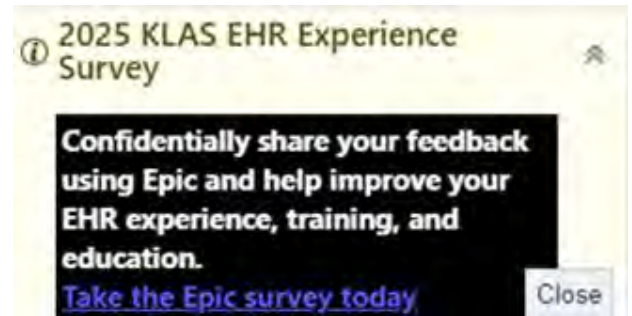 2025 KLAS EHR Experience
Survey
Confidentially share your feedback
using Epic and help improve your
EHR experience, training, and
education.
Take the Epic survey today
Close